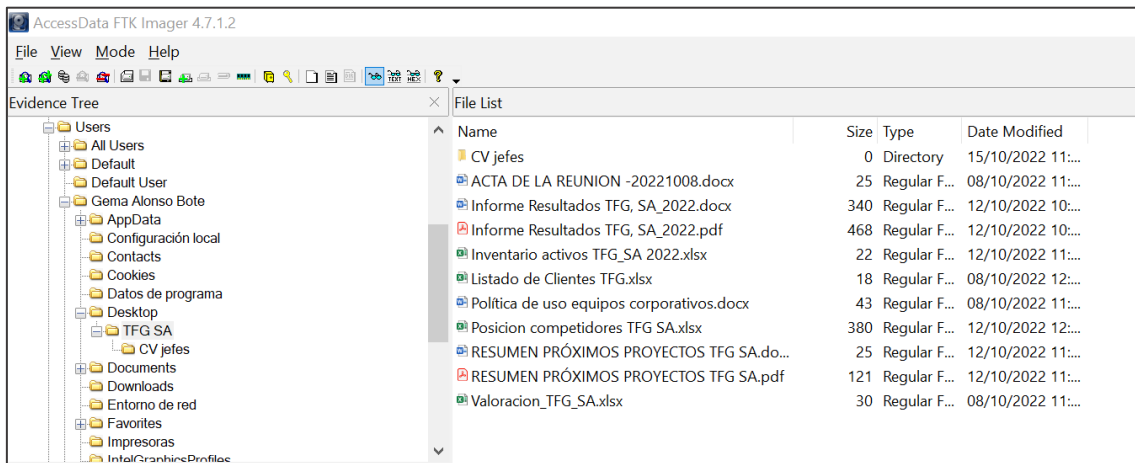 AccessData FTK Imager 4.7.1.2
File View Mode Help
Evidence Tree
Users
All Users
Default
Default User
Gema Alonso Bote
AppData
Configuración local
Contacts
Cookies
Datos de programa
Desktop
TFG SA
CV jefes
Documents
Downloads
Entorno de red
Favorites
Impresoras
IntelGraphicsProfiles
File List
Name Size Type Date Modified
CV jefes 0 Directory 15/10/2022 11:...
ACTA DE LA REUNION -20221008.docx 25 Regular F... 08/10/2022 11:...
Informe Resultados TFG, SA_2022.docx 340 Regular F... 12/10/2022 10:...
Informe Resultados TFG, SA_2022.pdf 468 Regular F... 12/10/2022 10:...
Inventario activos TFG_SA 2022.xlsx 22 Regular F... 12/10/2022 11:...
Listado de Clientes TFG.xlsx 18 Regular F... 08/10/2022 12:...
Política de uso equipos corporativos.docx 43 Regular F... 08/10/2022 11:...
Posicion competidores TFG SA.xlsx 380 Regular F... 12/10/2022 12:...
RESUMEN PRÓXIMOS PROYECTOS TFG SA.do... 25 Regular F... 12/10/2022 11:...
RESUMEN PRÓXIMOS PROYECTOS TFG SA.pdf 121 Regular F... 12/10/2022 11:...
Valoracion_TFG_SA.xlsx 30 Regular F... 08/10/2022 11:...